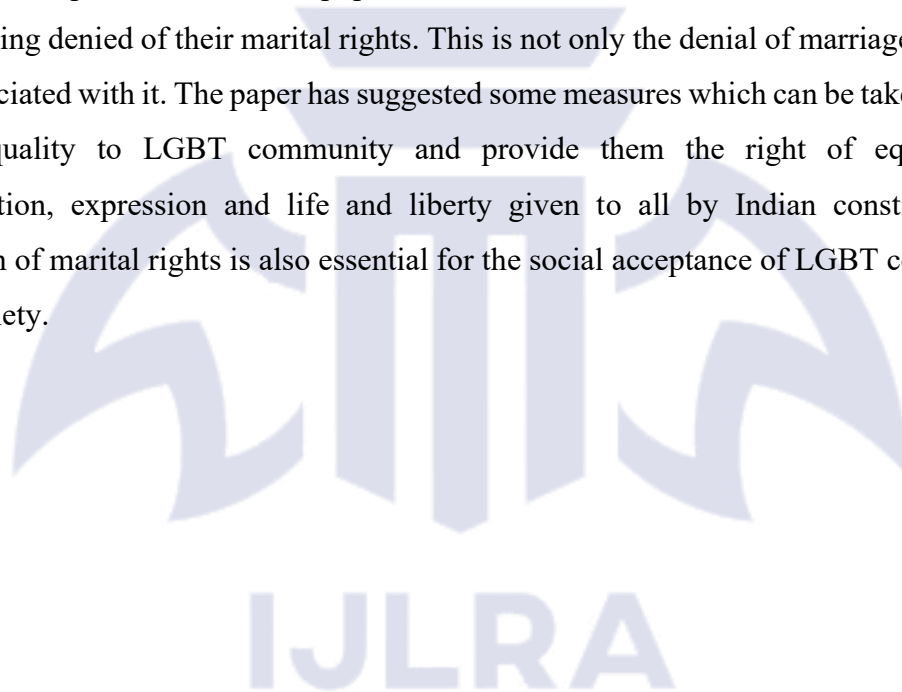 ing denied of their marital rights. This is not only the denial of marriage
ciated with it. The paper has suggested some measures which can be take
quality to LGBT community and provide them the right of eq
tion, expression and life and liberty given to all by Indian const
n of marital rights is also essential for the social acceptance of LGBT c
iety.
IJLRA